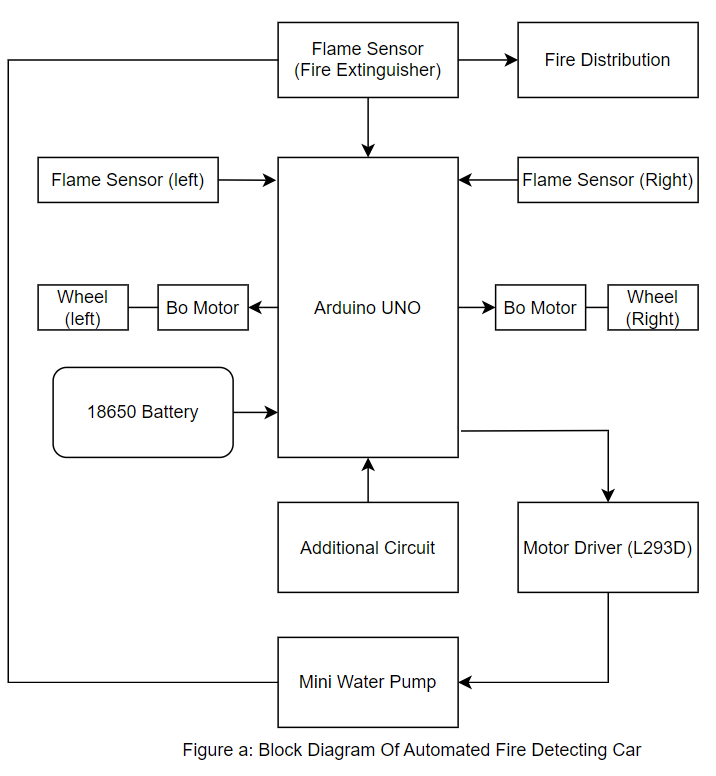 Flame Sensor
(Fire Extinguisher)
Fire Distribution
Flame Sensor (left)
Flame Sensor (Right)
Wheel
(left)
Bo Motor
Arduino UNO
Bo Motor
Wheel
(Right)
18650 Battery
Additional Circuit
Motor Driver (L293D)
Mini Water Pump
Figure a: Block Diagram Of Automated Fire Detecting Car